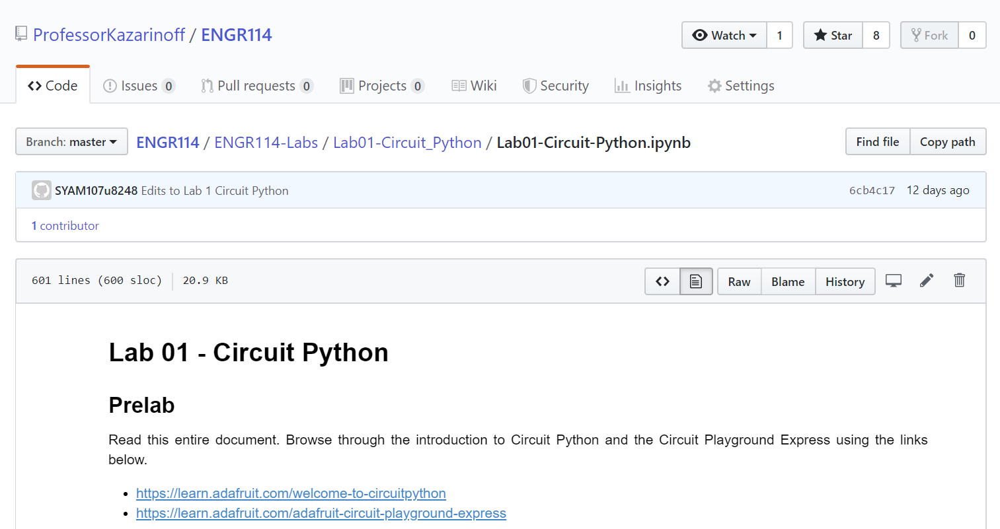 ProfessorKazarinoff / ENGR114
Watch 1 Star 8 Fork 0
Code Issues 0 Pull requests 0 Projects 0 Wiki Security Insights Settings
Branch: master ENGR114 / ENGR114-Labs / Lab01-Circuit_Python / Lab01-Circuit-Python.ipynb Find file Copy path
SYAM107u8248 Edits to Lab 1 Circuit Python 6cb4c17 12 days ago
1 contributor
601 lines (600 sloc) 20.9 KB Raw Blame History
Lab 01 - Circuit Python
Prelab
Read this entire document. Browse through the introduction to Circuit Python and the Circuit Playground Express using the links
below.
https://learn.adafruit.com/welcome-to-circuitpython
https://learn.adafruit.com/adafruit-circuit-playground-express